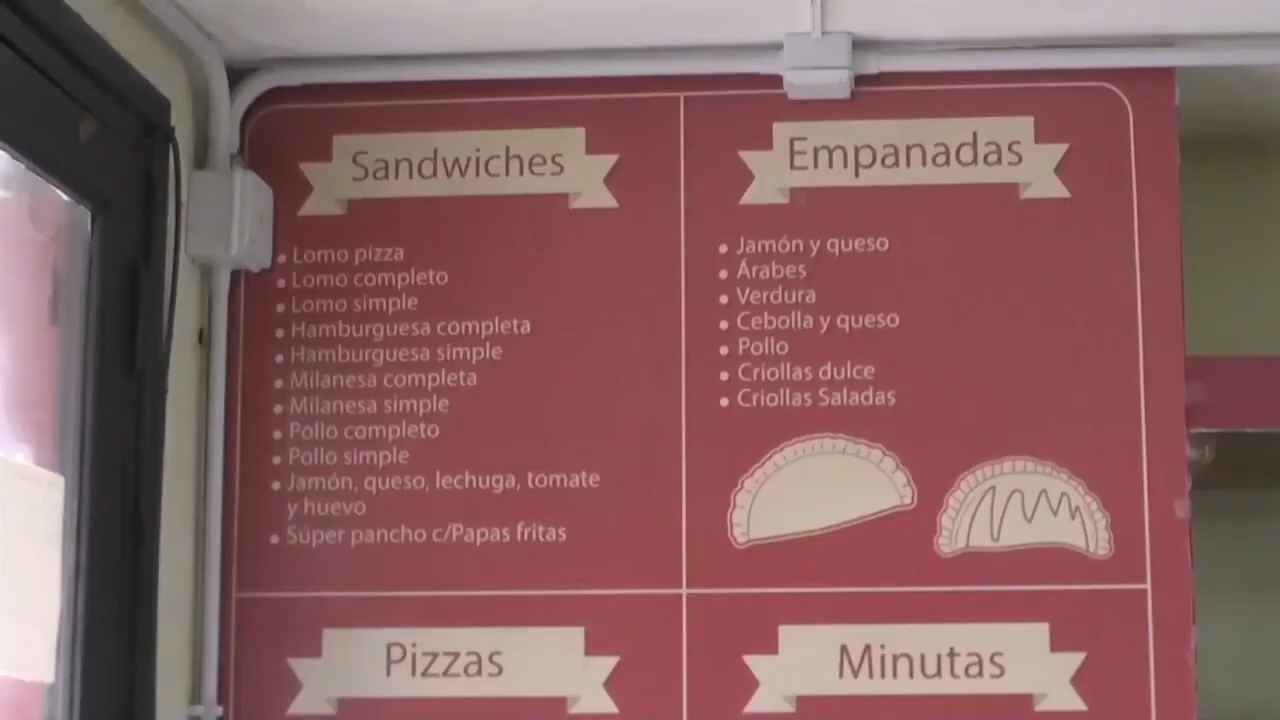 Sandwiches
• Lomo pizza
• Lomo completo
• Lomo simple
• Hamburguesa completa
• Hamburguesa simple
• Milanesa completa
• Milanesa simple
• Pollo completo
• Pollo simple
• Jamón, queso, lechuga, tomate
y huevo
• Súper pancho c/Papas fritas
Empanadas
• Jamón y queso
• Árabes
• Verdura
• Cebolla y queso
• Pollo
• Criollas dulce
• Criollas Saladas
Pizzas
Minutas